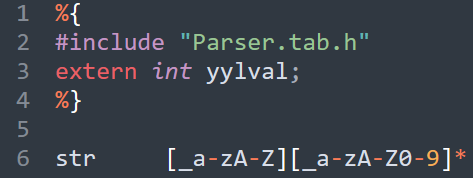 1 %{
2 #include "Parser.tab.h"
3 extern int yylval;
4 %}
5
6 str [_a-zA-Z][_a-zA-Z0-9]*